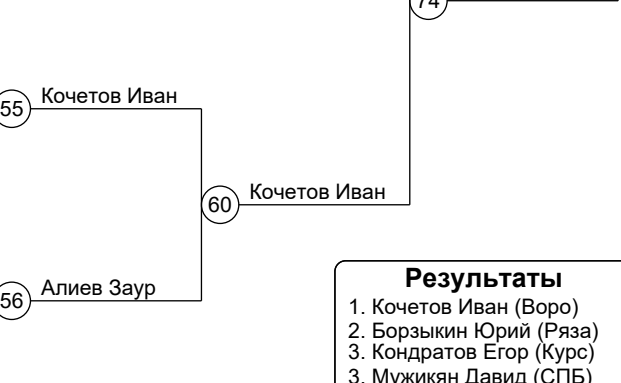 74
Кочетов Иван
55
Кочетов Иван
60
Алиев Заур
56
Результаты
1. Кочетов Иван (Воро)
2. Борзыкин Юрий (Ряза)
3. Кондратов Егор (Курс)
3. Мужикян Давид (СПБ)